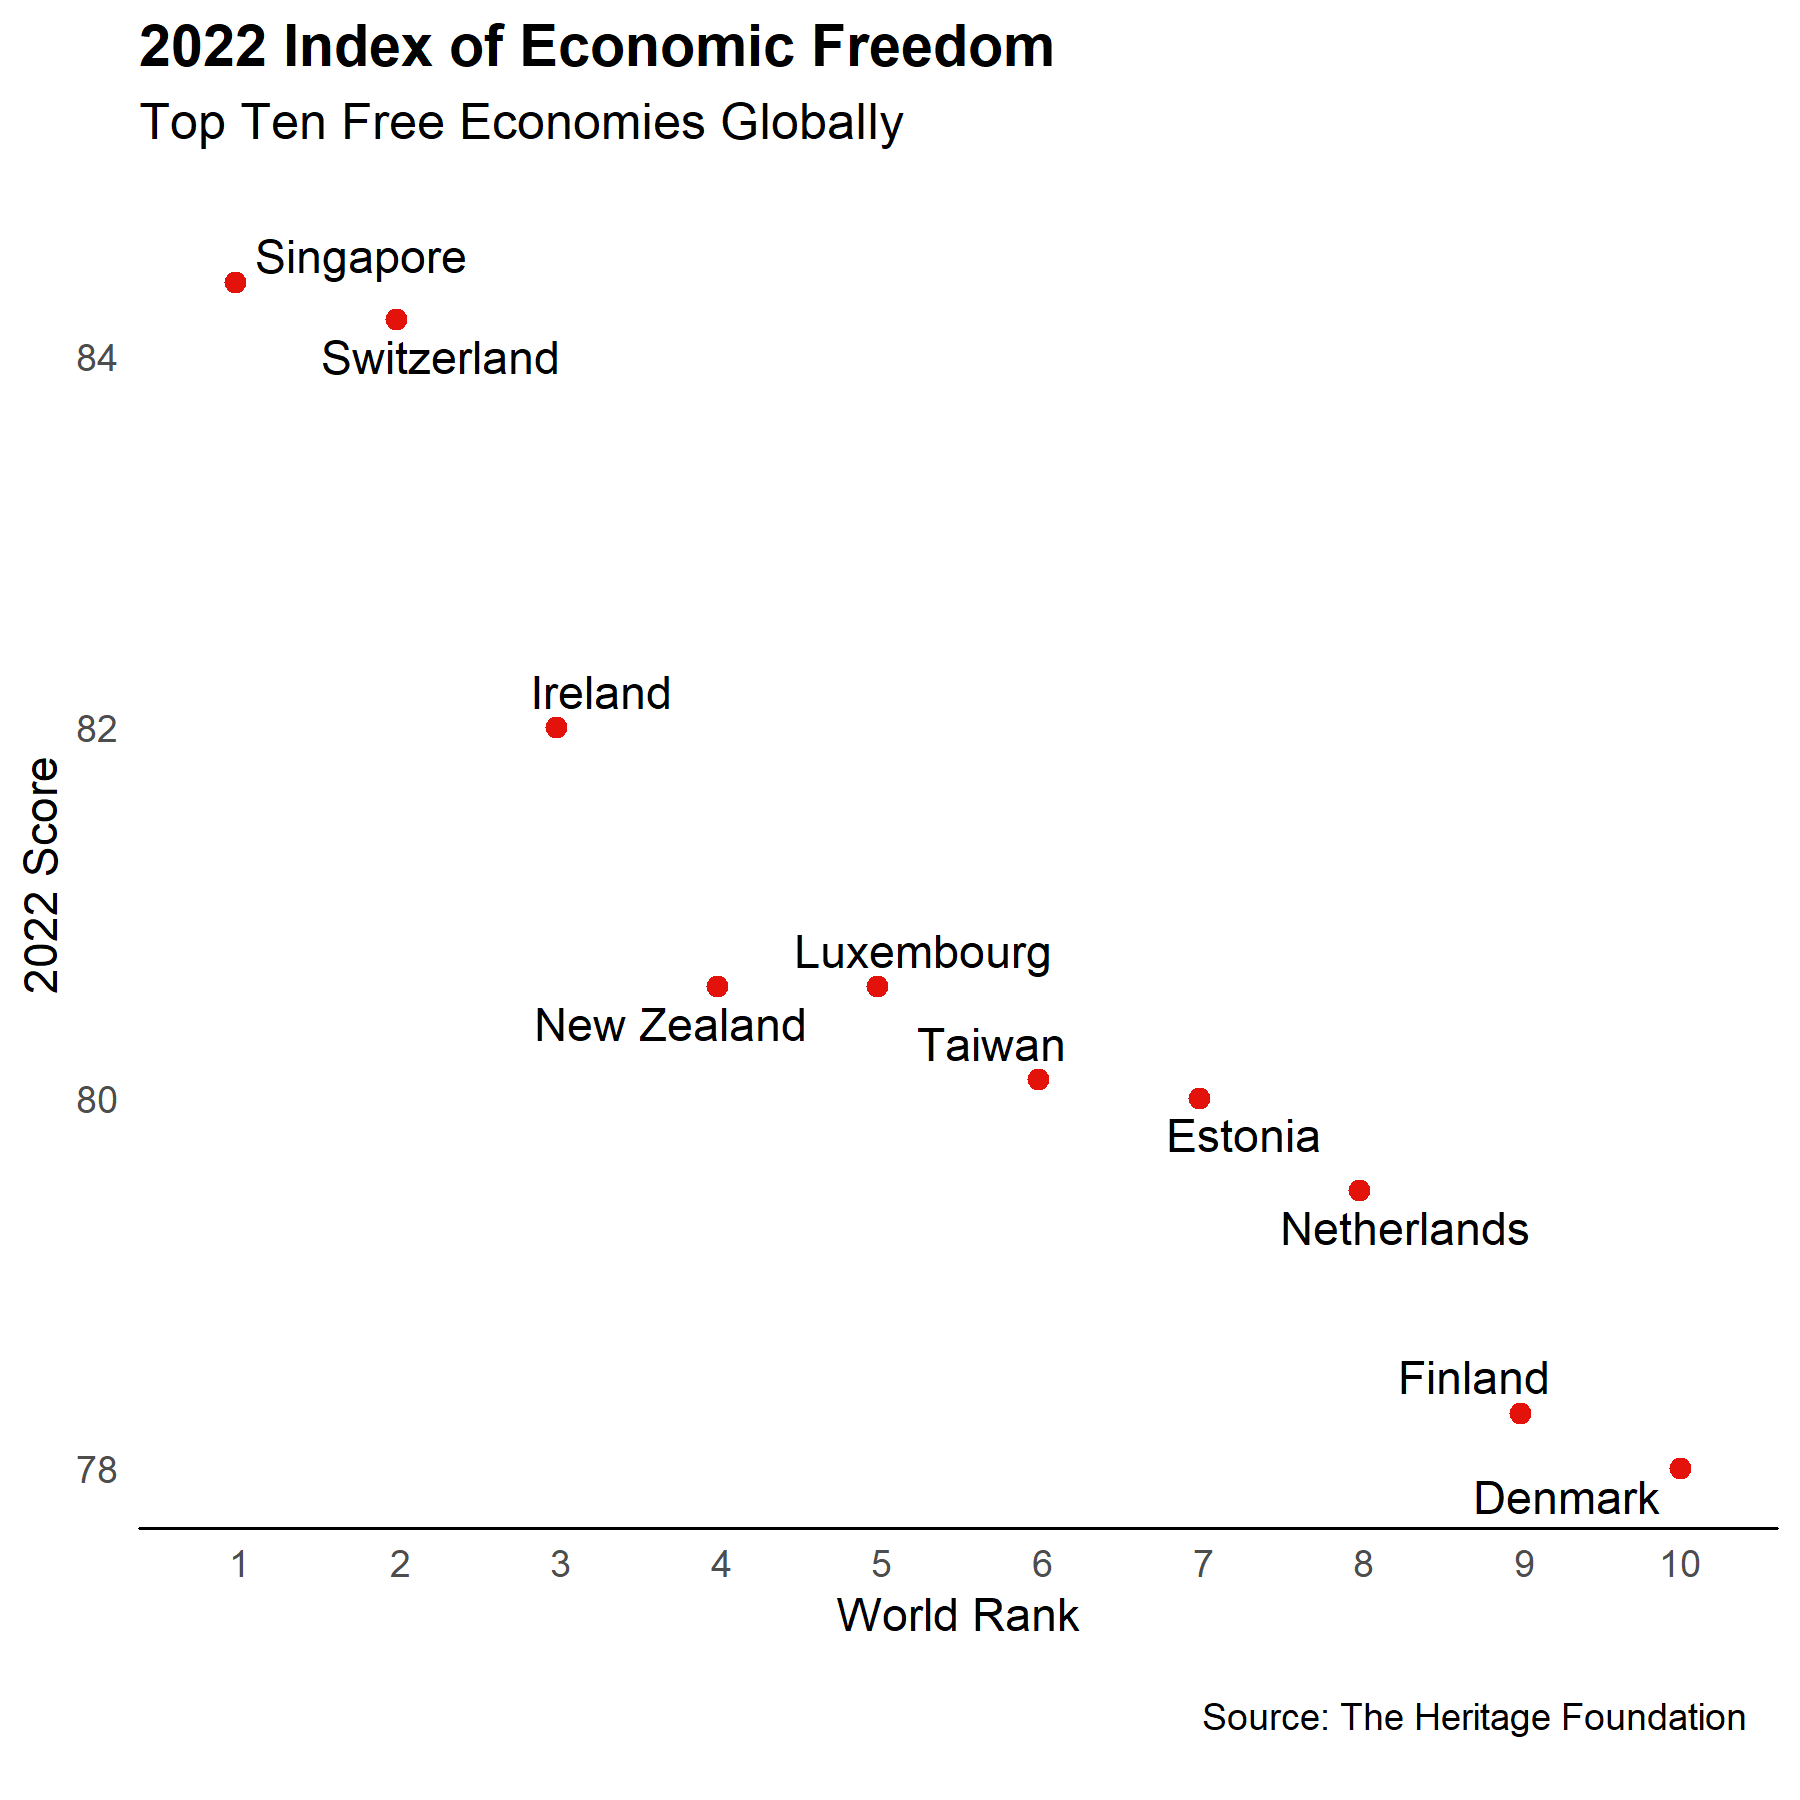 2022 Index of Economic Freedom
Top Ten Free Economies Globally
Singapore
84
Switzerland
Ireland
82
2022 Score
Luxembourg
New Zealand
Taiwan
80
Estonia
Netherlands
Finland
78
Denmark
1 2 3 4 5 6 7 8 9 10
World Rank
Source: The Heritage Foundation